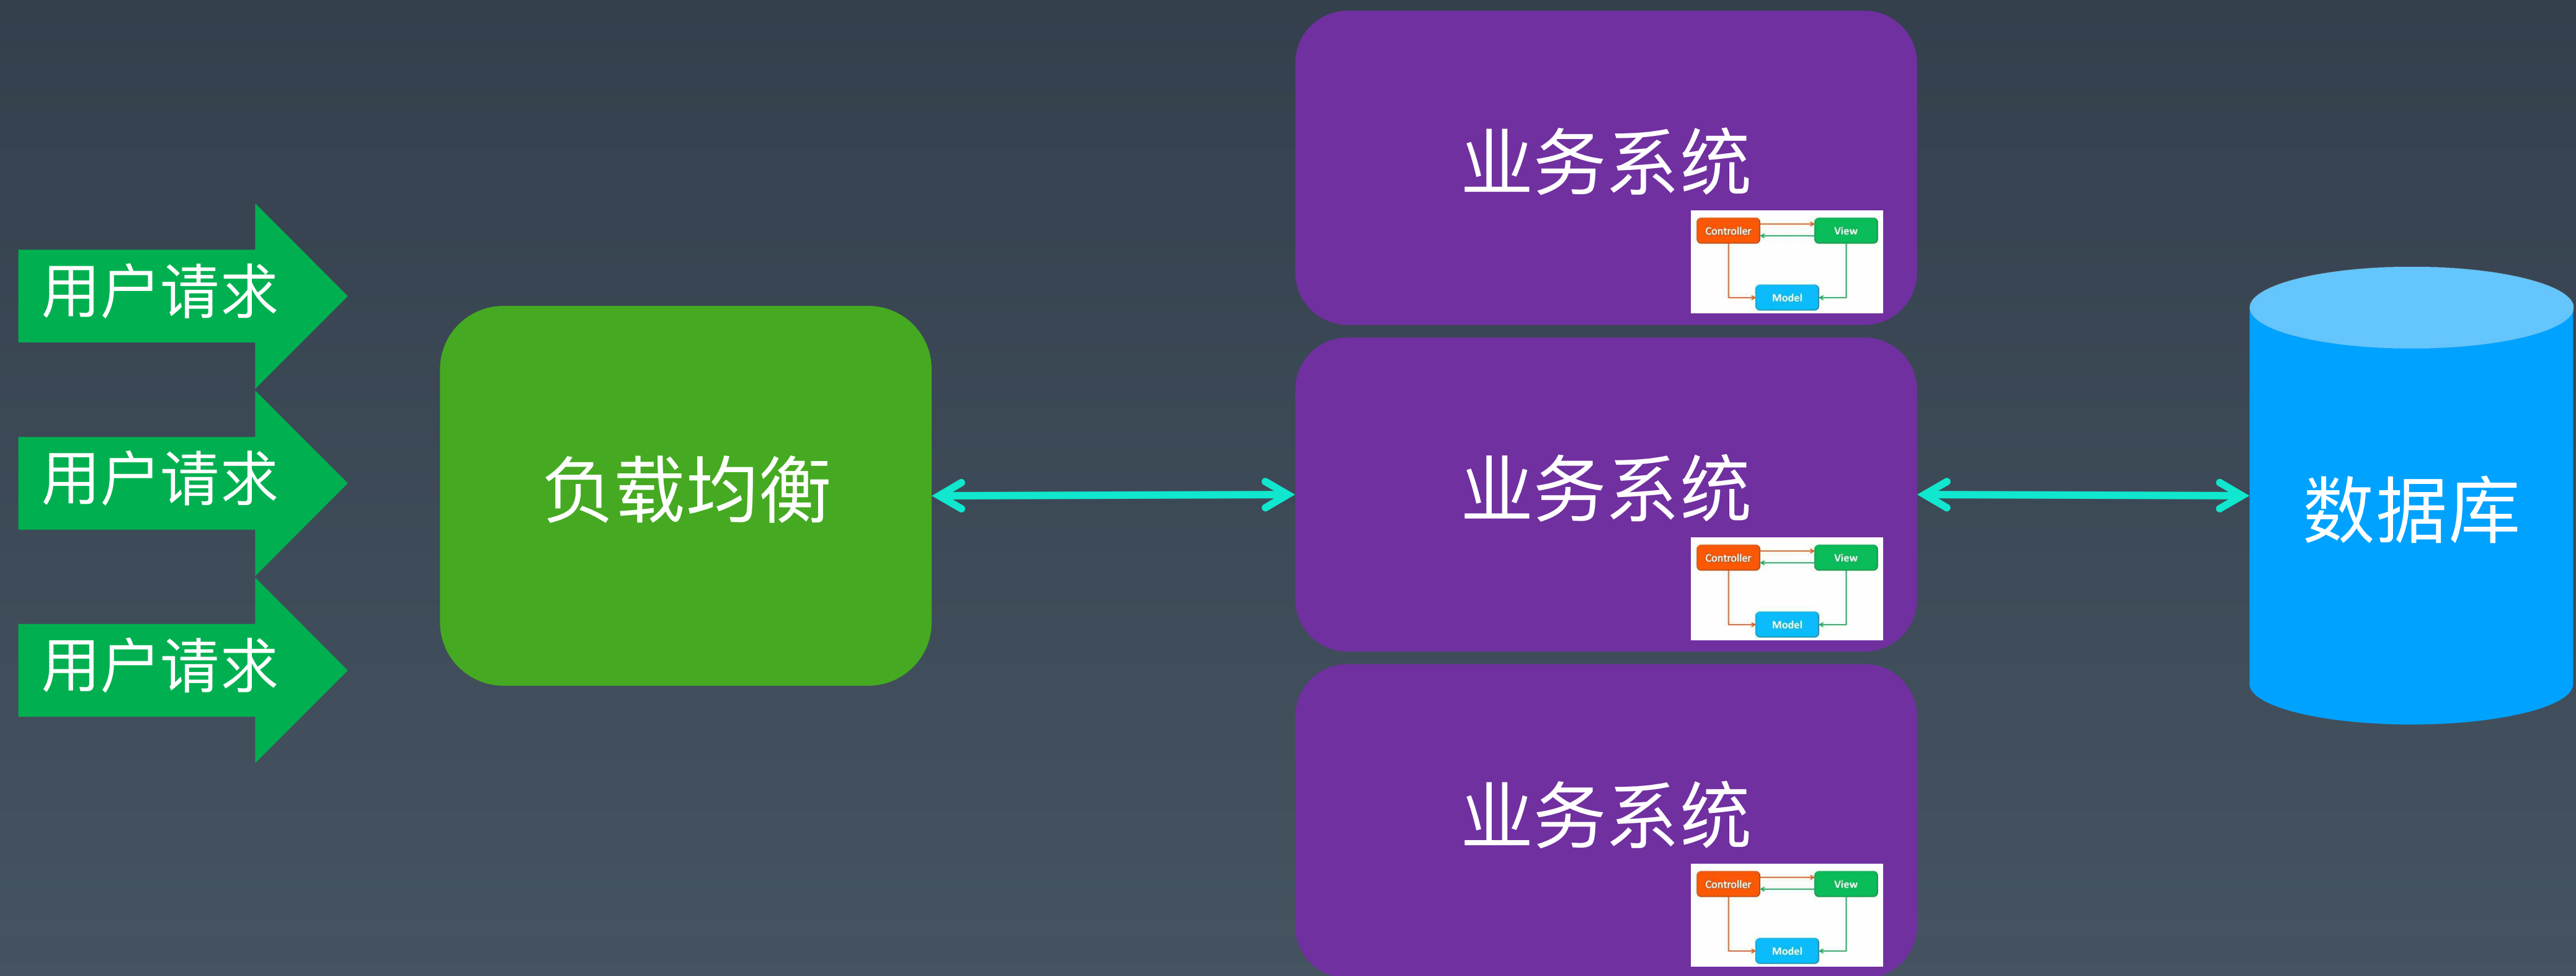 用户请求
用户请求
用户请求
负载均衡
业务系统
Controller
View
Model
业务系统
Controller
View
Model
业务系统
Controller
View
Model
数据库